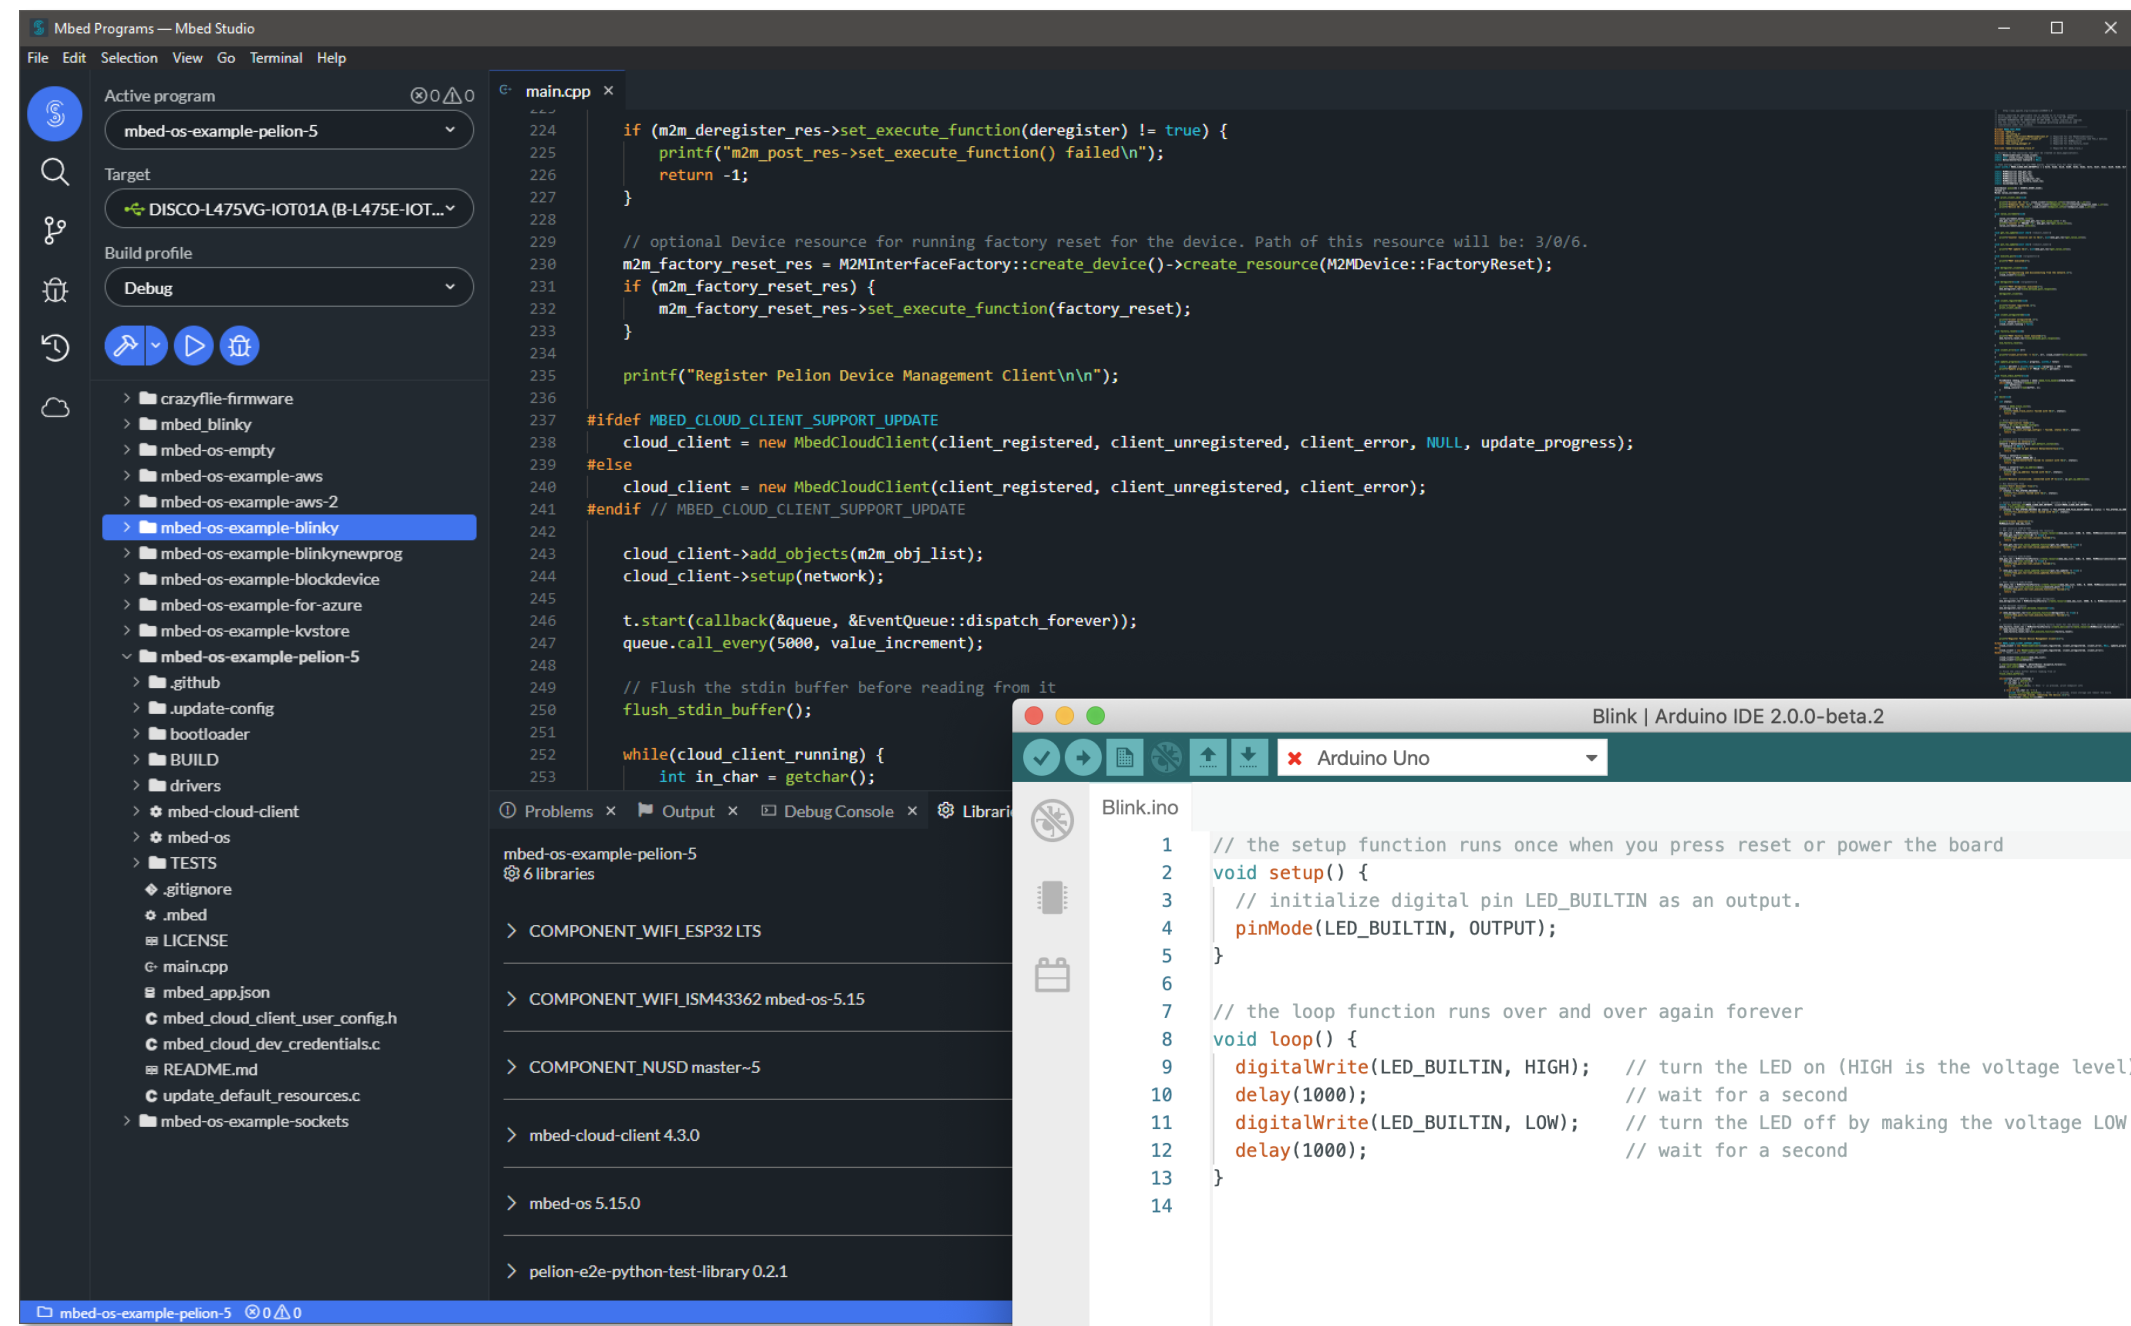 Mbed Programs — Mbed Studio
File Edit Selection View Go Terminal Help
Active program 0 0
mbed-os-example-pelion-5
Target
DISCO-L475VG-IOT01A (B-L475E-IOT...
Build profile
Debug
crazyflie-firmware
mbed_blinky
mbed-os-empty
mbed-os-example-aws
mbed-os-example-aws-2
mbed-os-example-blinky
mbed-os-example-blinkynewprog
mbed-os-example-blockdevice
mbed-os-example-for-azure
mbed-os-example-kvstore
mbed-os-example-pelion-5
.github
.update-config
bootloader
BUILD
drivers
mbed-cloud-client
mbed-os
TESTS
.gitignore
.mbed
LICENSE
main.cpp
mbed_app.json
mbed_cloud_client_user_config.h
mbed_cloud_dev_credentials.c
README.md
update_default_resources.c
mbed-os-example-sockets
mbed-os-example-pelion-5 0 0
main.cpp
224 if (m2m_deregister_res->set_execute_function(deregister) != true) {
225 printf("m2m_post_res->set_execute_function() failed\n");
226 return -1;
227 }
228
229 // optional Device resource for running factory reset for the device. Path of this resource will be: 3/0/6.
230 m2m_factory_reset_res = M2MInterfaceFactory::create_device()->create_resource(M2MDevice::FactoryReset);
231 if (m2m_factory_reset_res) {
232 m2m_factory_reset_res->set_execute_function(factory_reset);
233 }
234
235 printf("Register Pelion Device Management Client\n\n");
236
237 #ifdef MBED_CLOUD_CLIENT_SUPPORT_UPDATE
238 cloud_client = new MbedCloudClient(client_registered, client_unregistered, client_error, NULL, update_progress);
239 #else
240 cloud_client = new MbedCloudClient(client_registered, client_unregistered, client_error);
241 #endif // MBED_CLOUD_CLIENT_SUPPORT_UPDATE
242
243 cloud_client->add_objects(m2m_obj_list);
244 cloud_client->setup(network);
245
246 t.start(callback(&queue, &EventQueue::dispatch_forever));
247 queue.call_every(5000, value_increment);
248
249 // Flush the stdin buffer before reading from it
250 flush_stdin_buffer();
251
252 while(cloud_client_running) {
253 int in_char = getchar();
Problems Output Debug Console Librari
mbed-os-example-pelion-5
6 libraries
COMPONENT_WIFI_ESP32 LTS
COMPONENT_WIFI_ISM43362 mbed-os-5.15
COMPONENT_NUSD master~5
mbed-cloud-client 4.3.0
mbed-os 5.15.0
pelion-e2e-python-test-library 0.2.1
Blink | Arduino IDE 2.0.0-beta.2
Arduino Uno
Blink.ino
1 // the setup function runs once when you press reset or power the board
2 void setup() {
3 // initialize digital pin LED_BUILTIN as an output.
4 pinMode(LED_BUILTIN, OUTPUT);
5 }
6
7 // the loop function runs over and over again forever
8 void loop() {
9 digitalWrite(LED_BUILTIN, HIGH); // turn the LED on (HIGH is the voltage level)
10 delay(1000); // wait for a second
11 digitalWrite(LED_BUILTIN, LOW); // turn the LED off by making the voltage LOW
12 delay(1000); // wait for a second
13 }
14